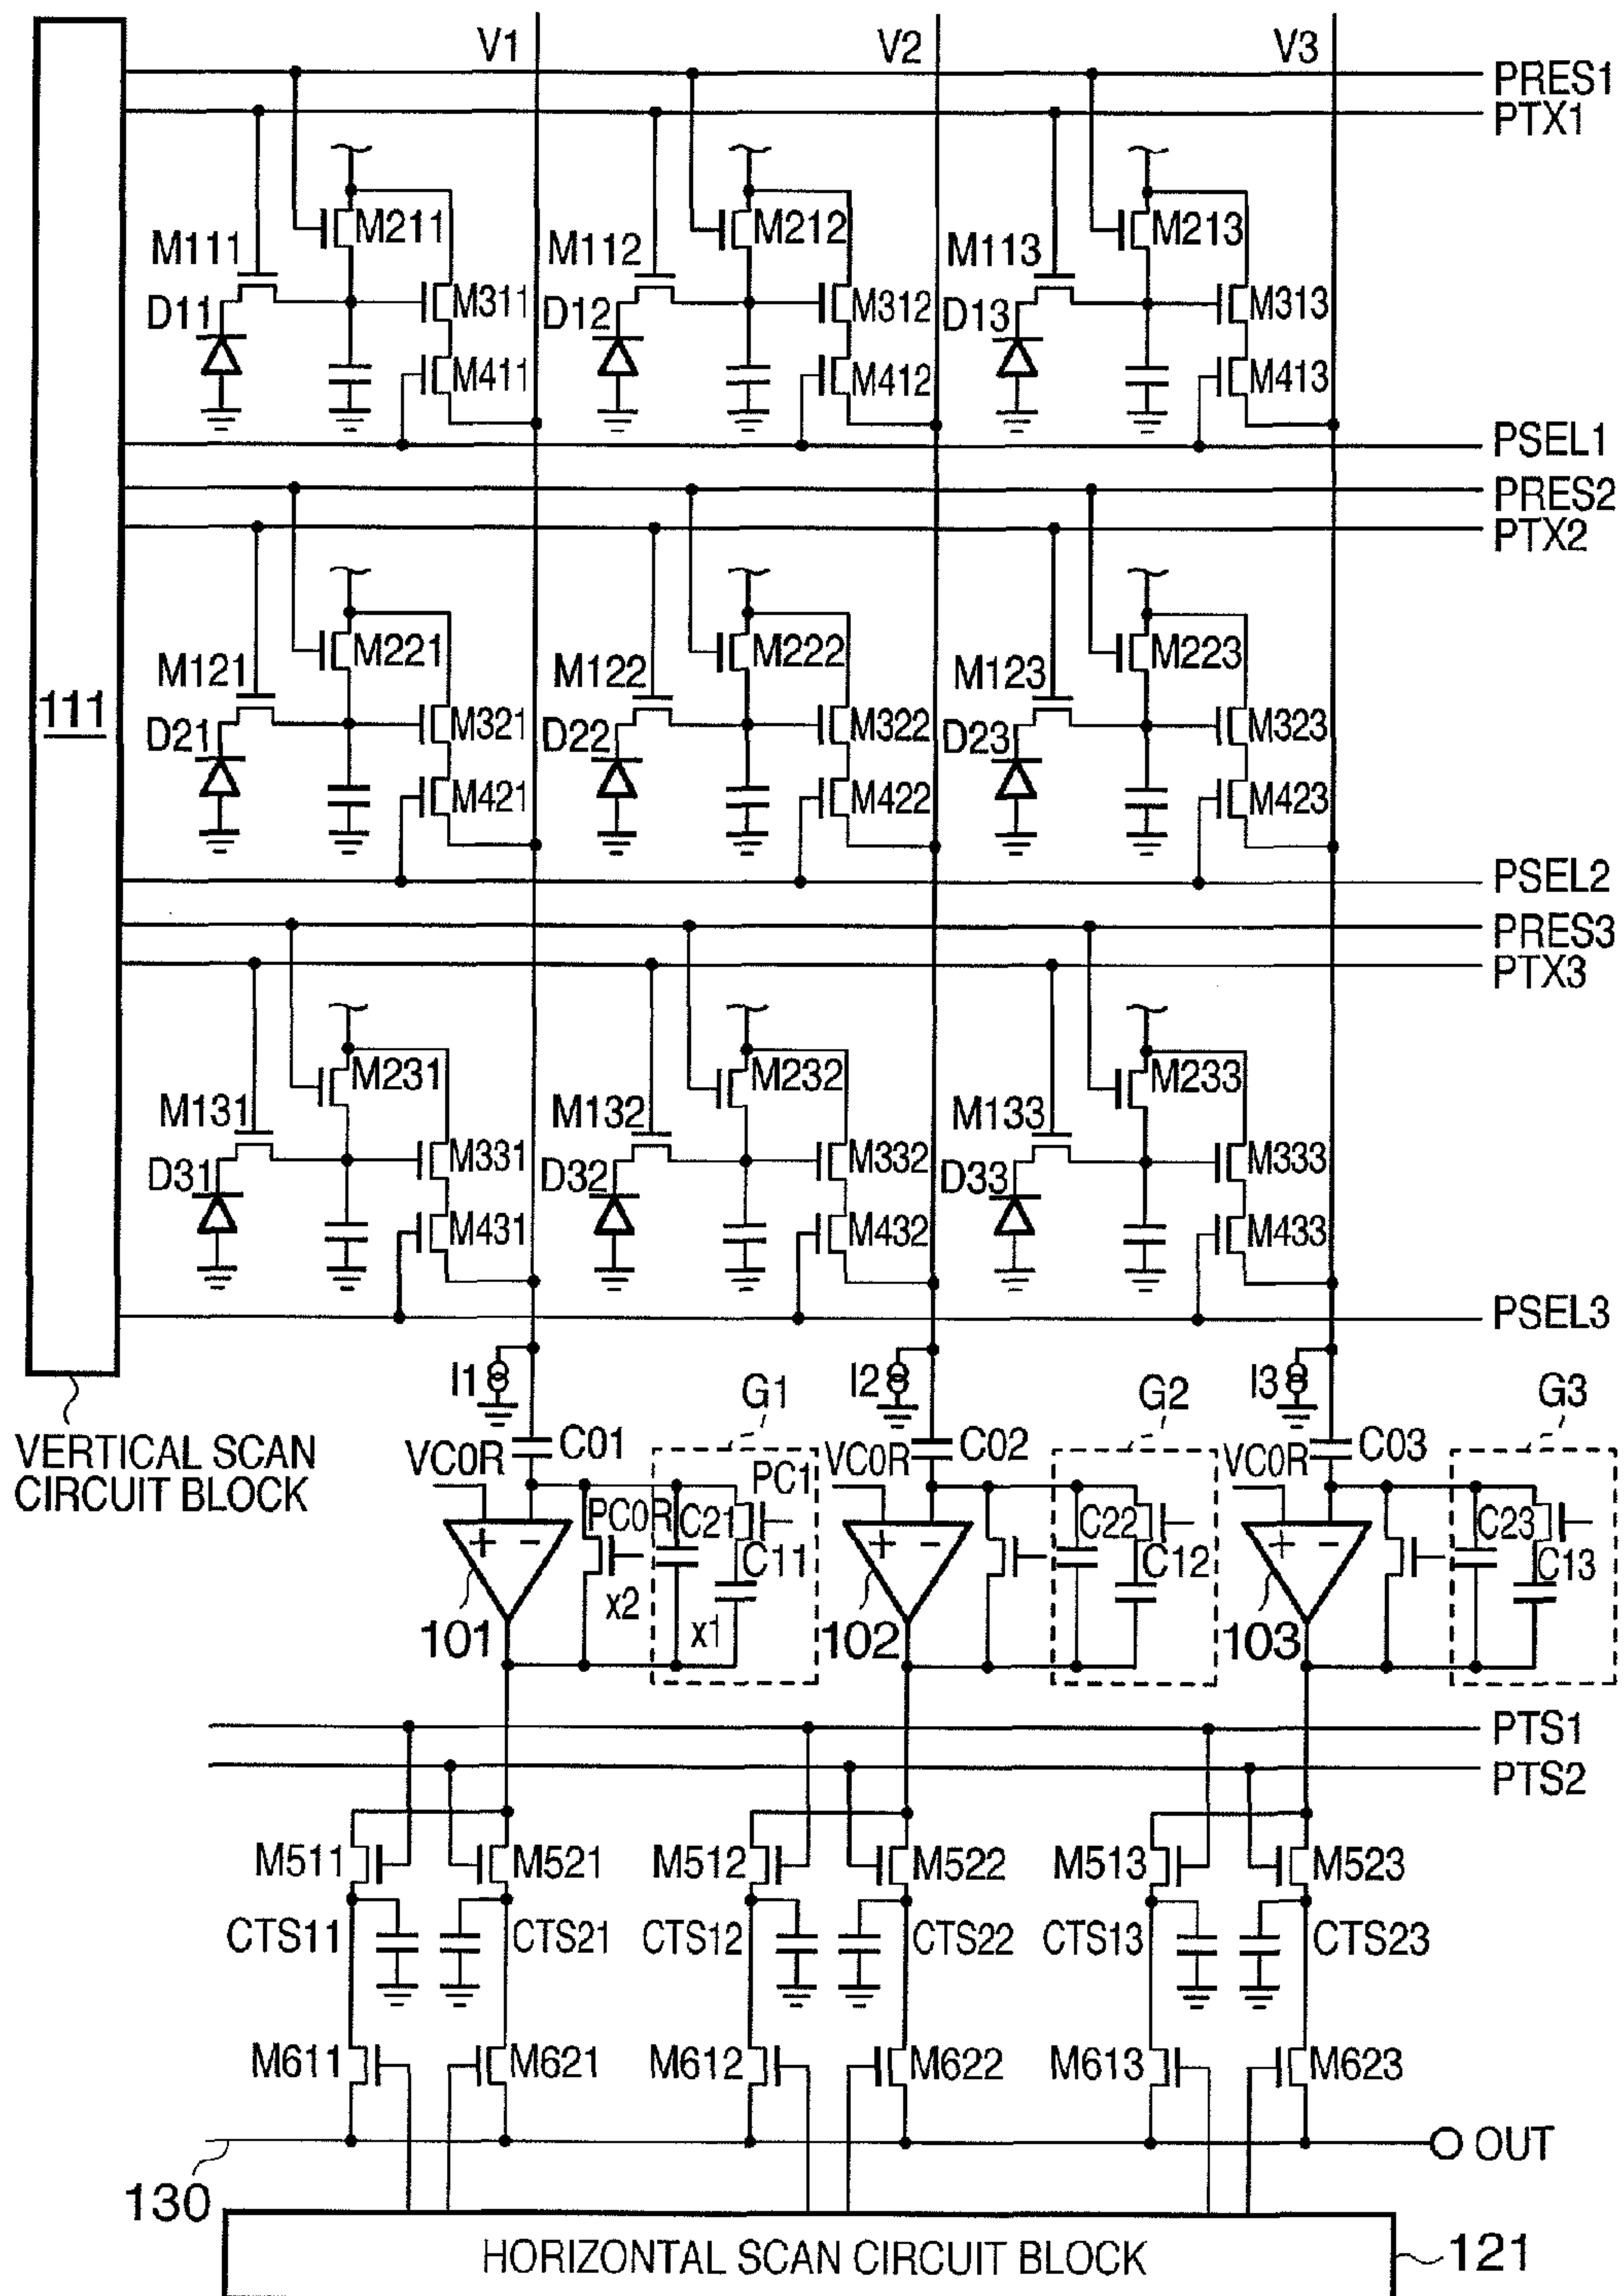 V1 V2 V3
PRES1
PTX1
M211 M212 M213
M111 M112 M113
D11 M311 D12 M312 D13 M313
M411 M412 M413
PSEL1
PRES2
PTX2
M221 M222 M223
M121 M122 M123
111
D21 M321 D22 M322 D23 M323
M421 M422 M423
PSEL2
PRES3
PTX3
M231 M232 M233
M131 M132 M133
D31 M331 D32 M332 D33 M333
M431 M432 M433
PSEL3
I1 G1 I2 G2 I3 G3
VERTICAL SCAN
CIRCUIT BLOCK
VC0R C01 PC1 VC0R C02 VC0R C03
PC0R C21 C11 C22 C12 C23 C13
+ - + - + -
x2 x1
101 102 103
PTS1
PTS2
M511 M521 M512 M522 M513 M523
CTS11 CTS21 CTS12 CTS22 CTS13 CTS23
M611 M621 M612 M622 M613 M623
OUT
130
HORIZONTAL SCAN CIRCUIT BLOCK
121